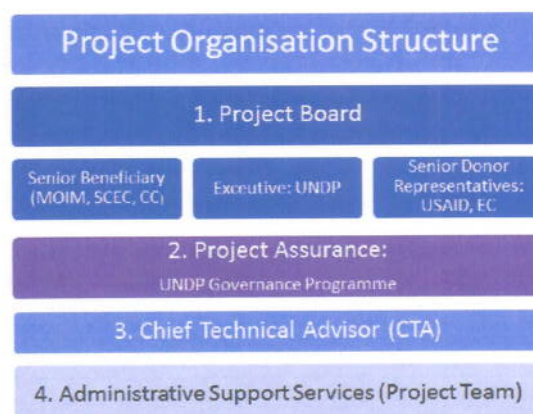 Project Organisation Structure
1. Project Board
Senior Beneficiary
(MOIM, SCEC, CC)
Exceutive: UNDP
Senior Donor
Representatives:
USAID, EC
2. Project Assurance:
UNDP Governance Programme
3. Chief Technical Advisor (CTA)
4. Administrative Support Services (Project Team)